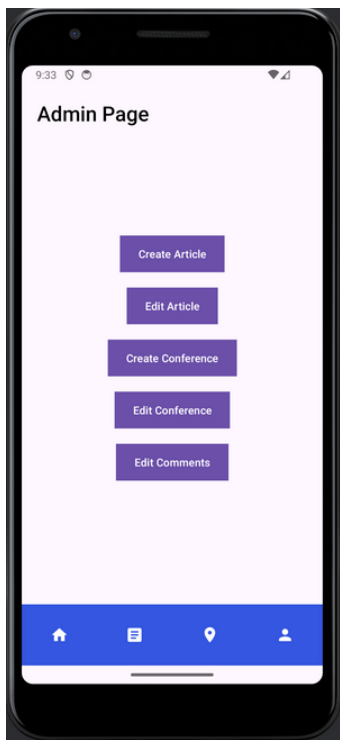 9:33
Admin Page
Create Article
Edit Article
Create Conference
Edit Conference
Edit Comments